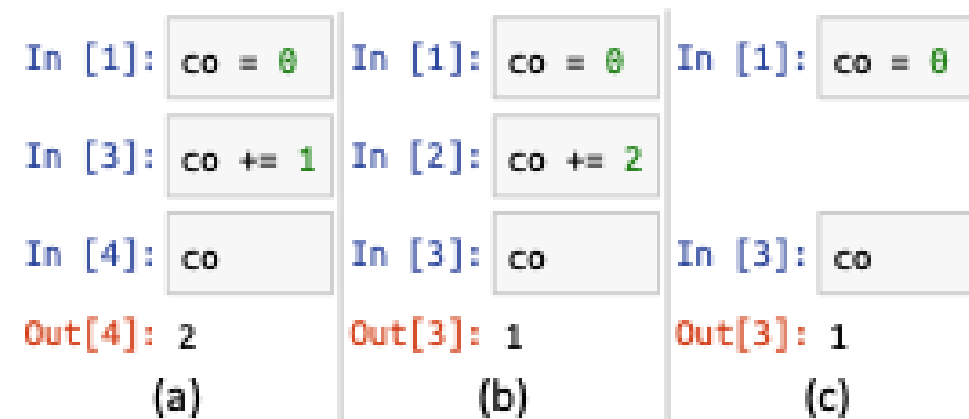 In [1]: co = 0 In [1]: co = 0 In [1]: co = 0
In [3]: co += 1 In [2]: co += 2
In [4]: co In [3]: co In [3]: co
Out[4]: 2 Out[3]: 1 Out[3]: 1
(a) (b) (c)